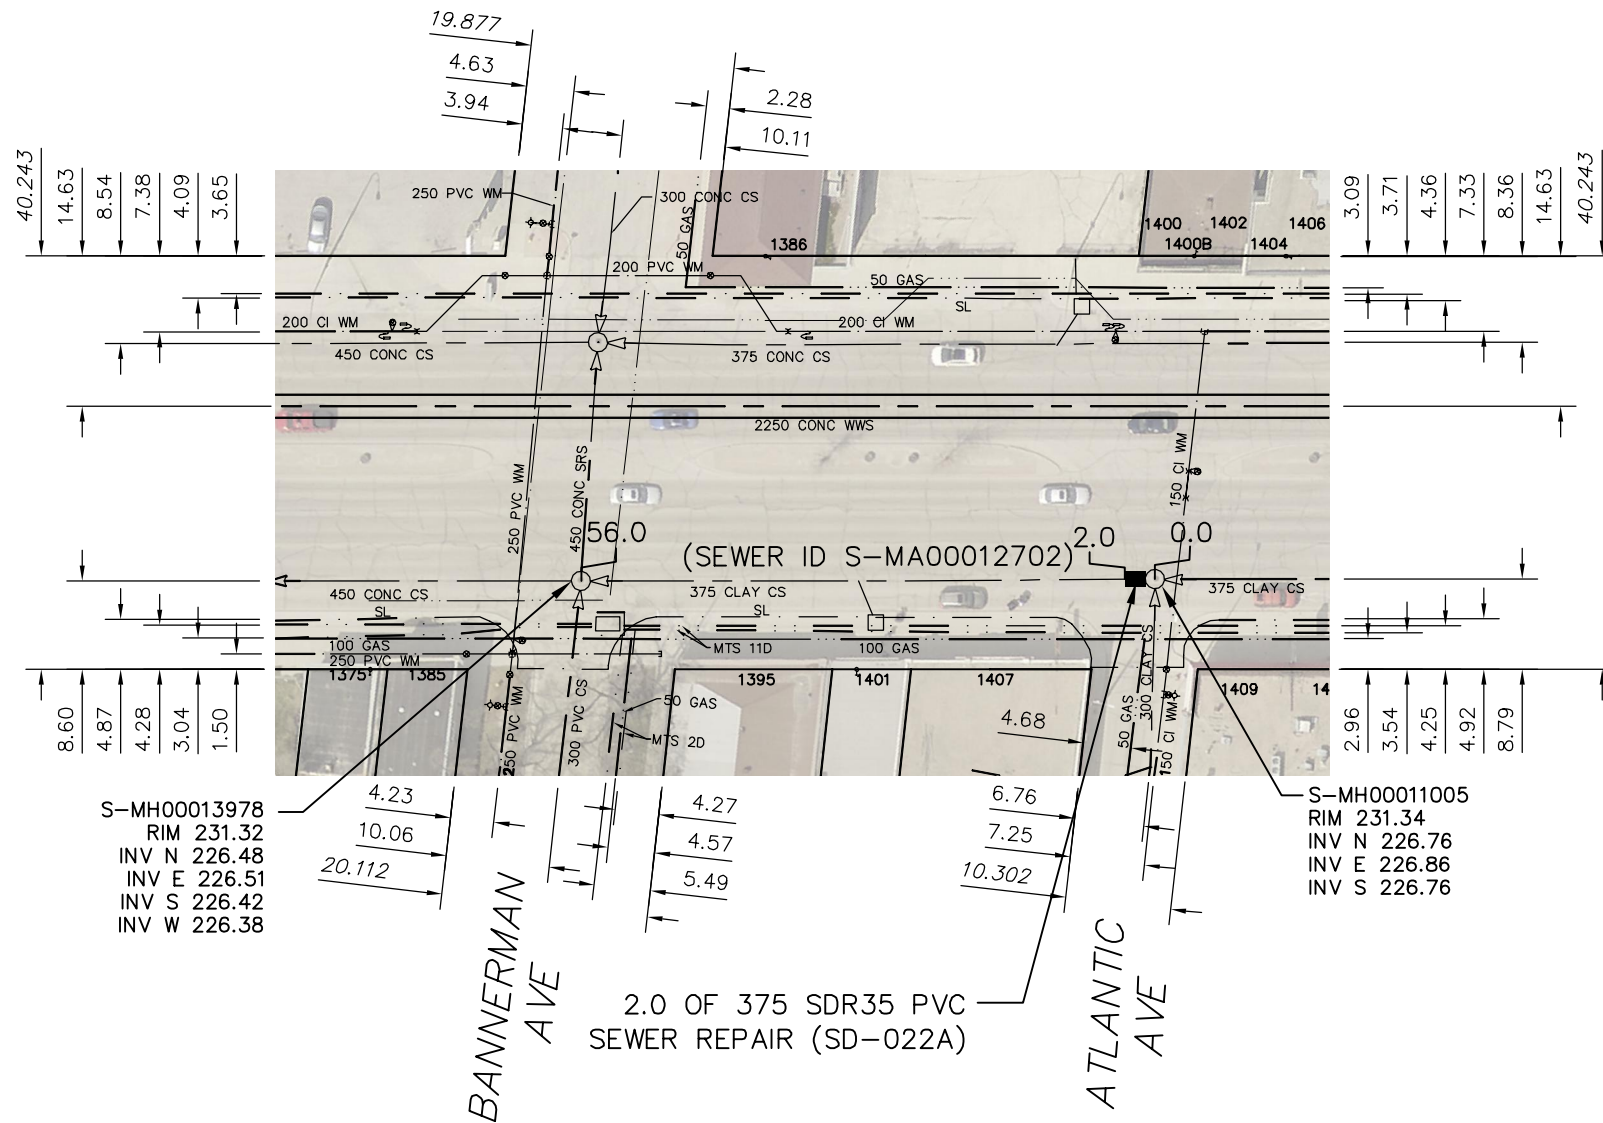 19.877
4.63
3.94
2.28
10.11
40.243
14.63
8.54
7.38
4.09
3.65
3.09
3.71
4.36
7.33
8.36
14.63
40.243
250 PVC WM
300 CONC CS
50 GAS
1386
200 PVC WM
1400
1402
1406
1400B
1404
50 GAS
SL
200 CI WM
200 CI WM
450 CONC CS
375 CONC CS
2250 CONC WWS
250 PVC WM
450 CONC SRS
150 CI WM
56.0
(SEWER ID S-MA00012702)
2.0
0.0
450 CONC CS
375 CLAY CS
375 CLAY CS
SL
SL
100 GAS
250 PVC WM
MTS 11D
100 GAS
1375
1385
1395
1401
1407
1409
14
250 PVC WM
300 PVC CS
50 GAS
MTS 2D
4.68
50 GAS
300 CLAY CS
150 CI WM
8.60
4.87
4.28
3.04
1.50
2.96
3.54
4.25
4.92
8.79
S-MH00013978
RIM 231.32
INV N 226.48
INV E 226.51
INV S 226.42
INV W 226.38
4.23
10.06
20.112
4.27
4.57
5.49
6.76
7.25
10.302
S-MH00011005
RIM 231.34
INV N 226.76
INV E 226.86
INV S 226.76
BANNERMAN
AVE
2.0 OF 375 SDR35 PVC
SEWER REPAIR (SD-022A)
ATLANTIC
AVE